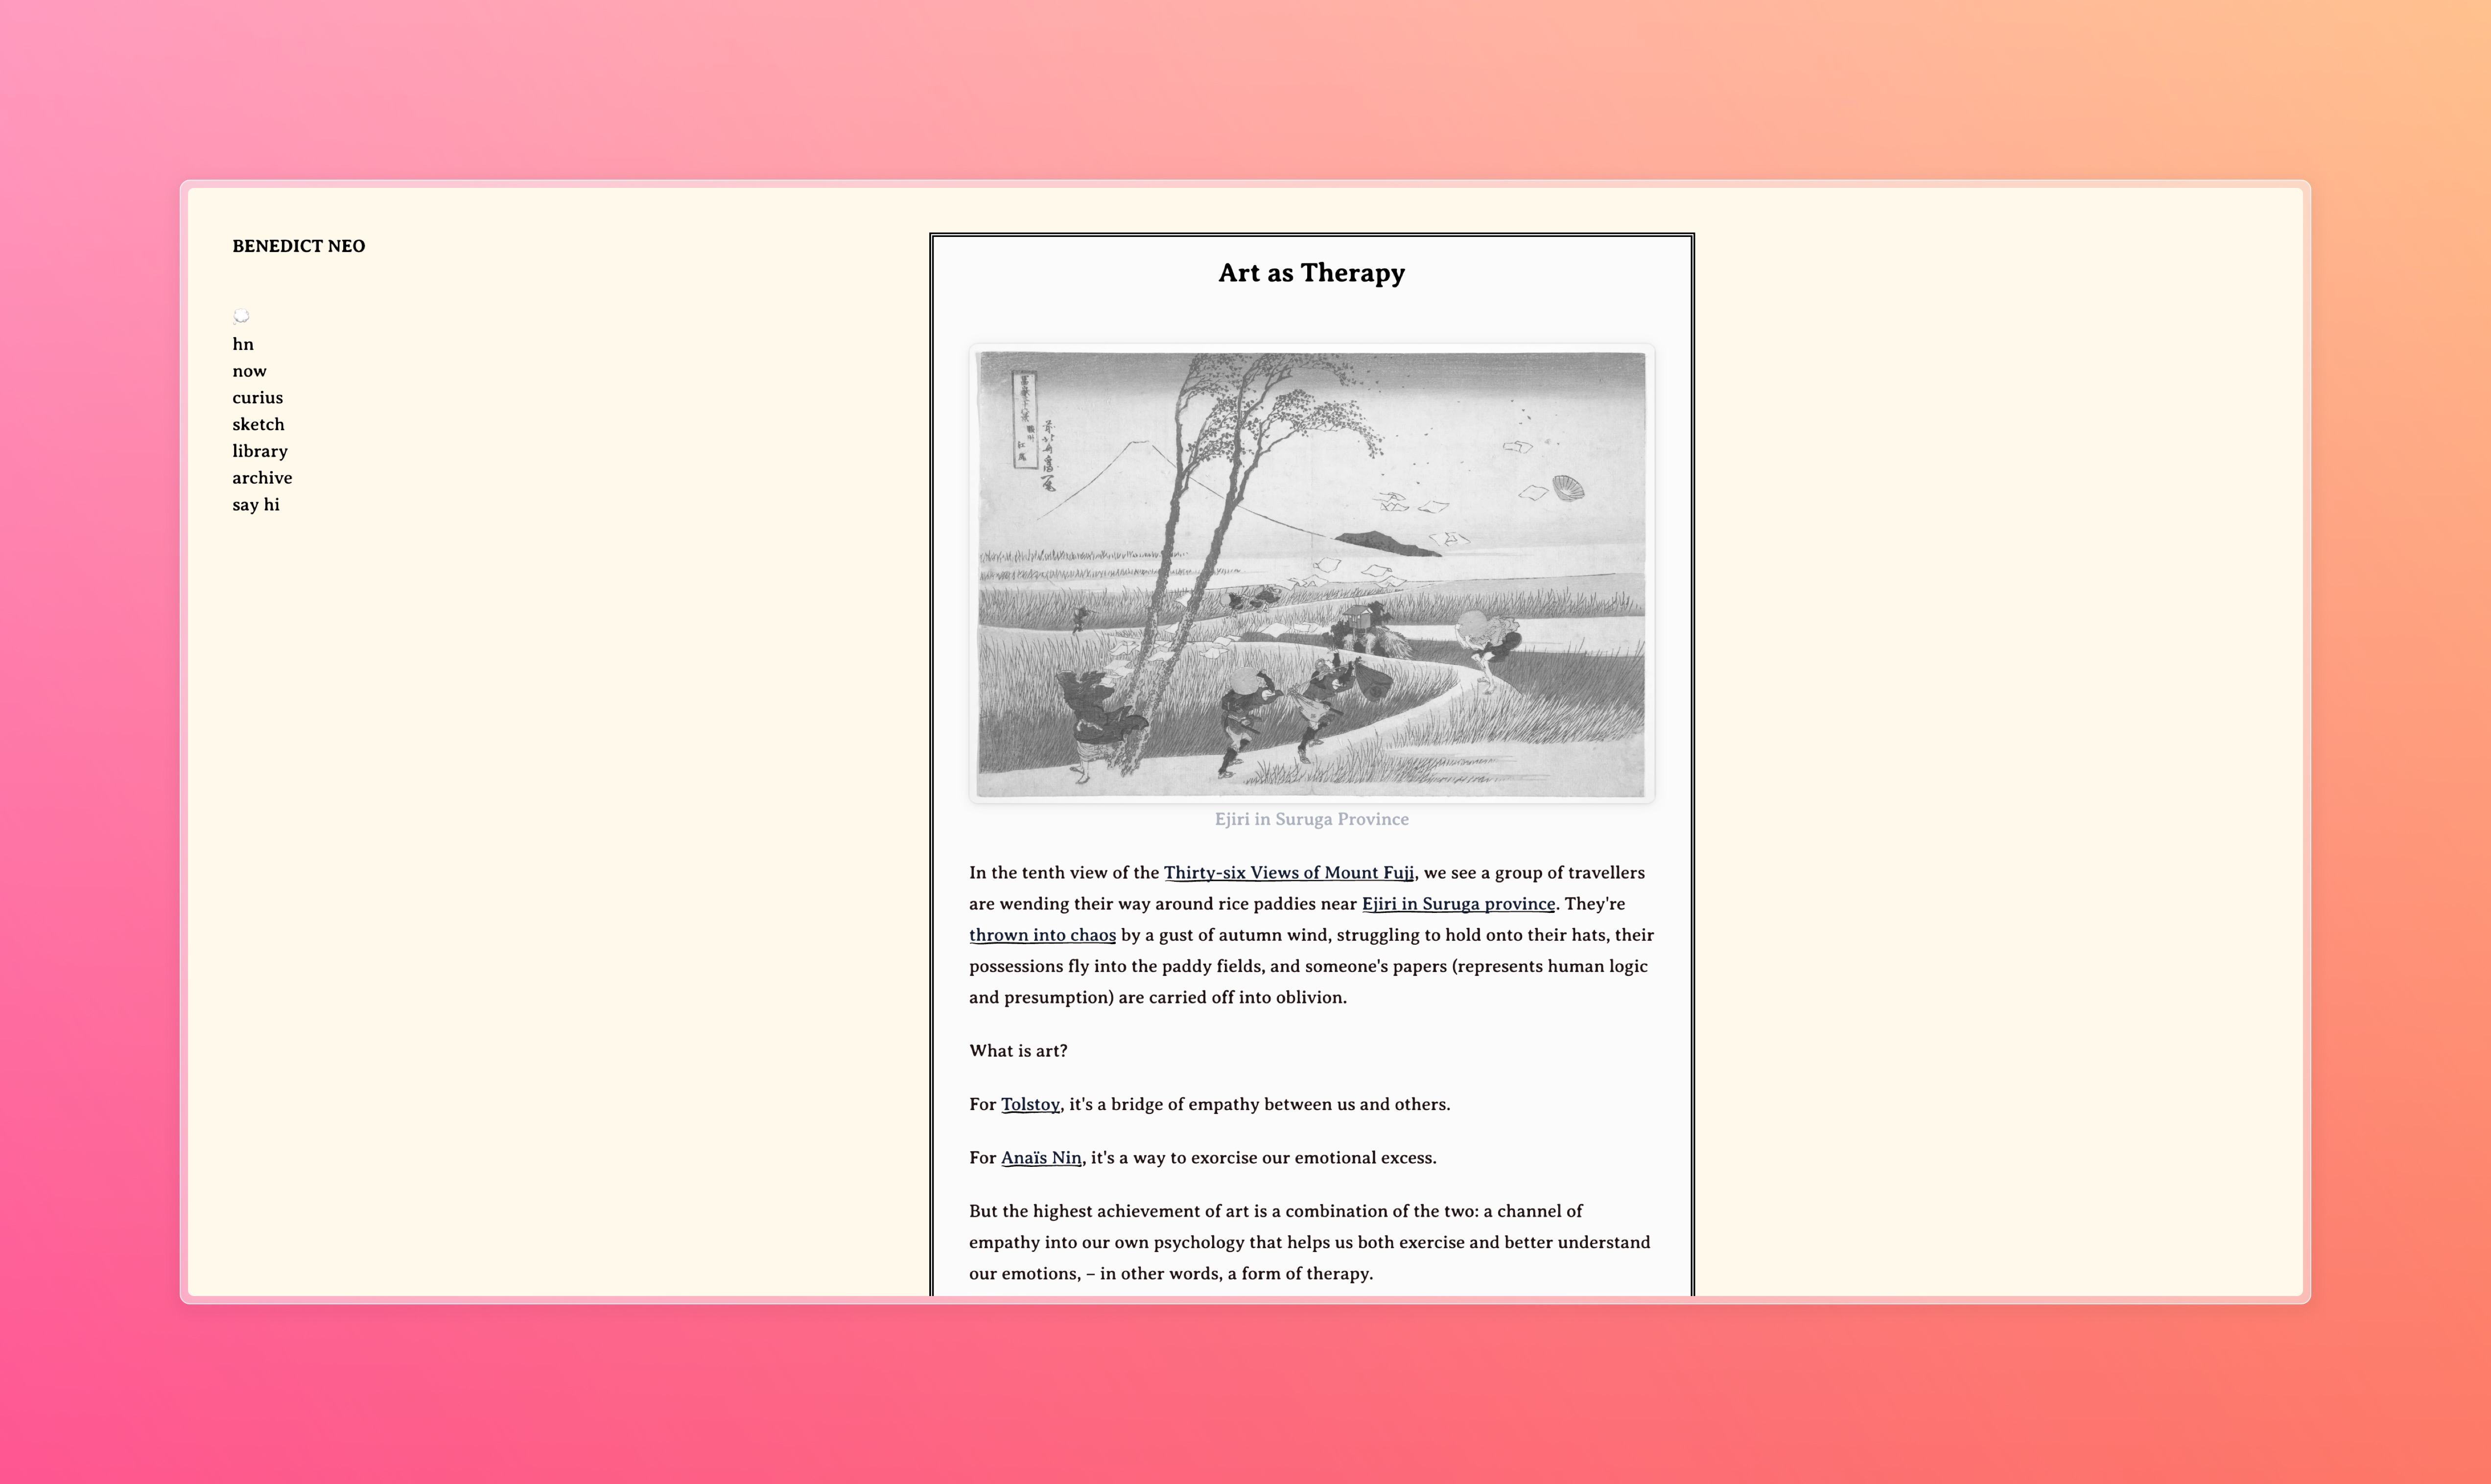 BENEDICT NEO
hn
now
curius
sketch
library
archive
say hi
Art as Therapy
Ejiri in Suruga Province
In the tenth view of the Thirty-six Views of Mount Fuji, we see a group of travellers
are wending their way around rice paddies near Ejiri in Suruga province. They're
thrown into chaos by a gust of autumn wind, struggling to hold onto their hats, their
possessions fly into the paddy fields, and someone's papers (represents human logic
and presumption) are carried off into oblivion.
What is art?
For Tolstoy, it's a bridge of empathy between us and others.
For Anaïs Nin, it's a way to exorcise our emotional excess.
But the highest achievement of art is a combination of the two: a channel of
empathy into our own psychology that helps us both exercise and better understand
our emotions, – in other words, a form of therapy.